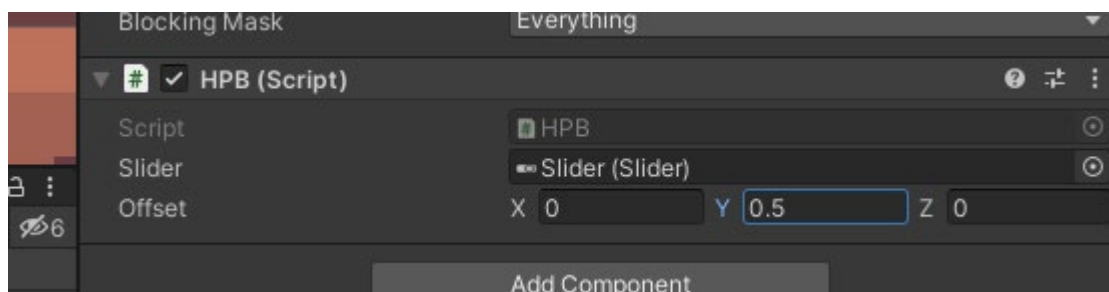 Blocking Mask Everything
# HPB (Script)
Script # HPB
Slider Slider (Slider)
Offset X 0 Y 0.5 Z 0
6
Add Component